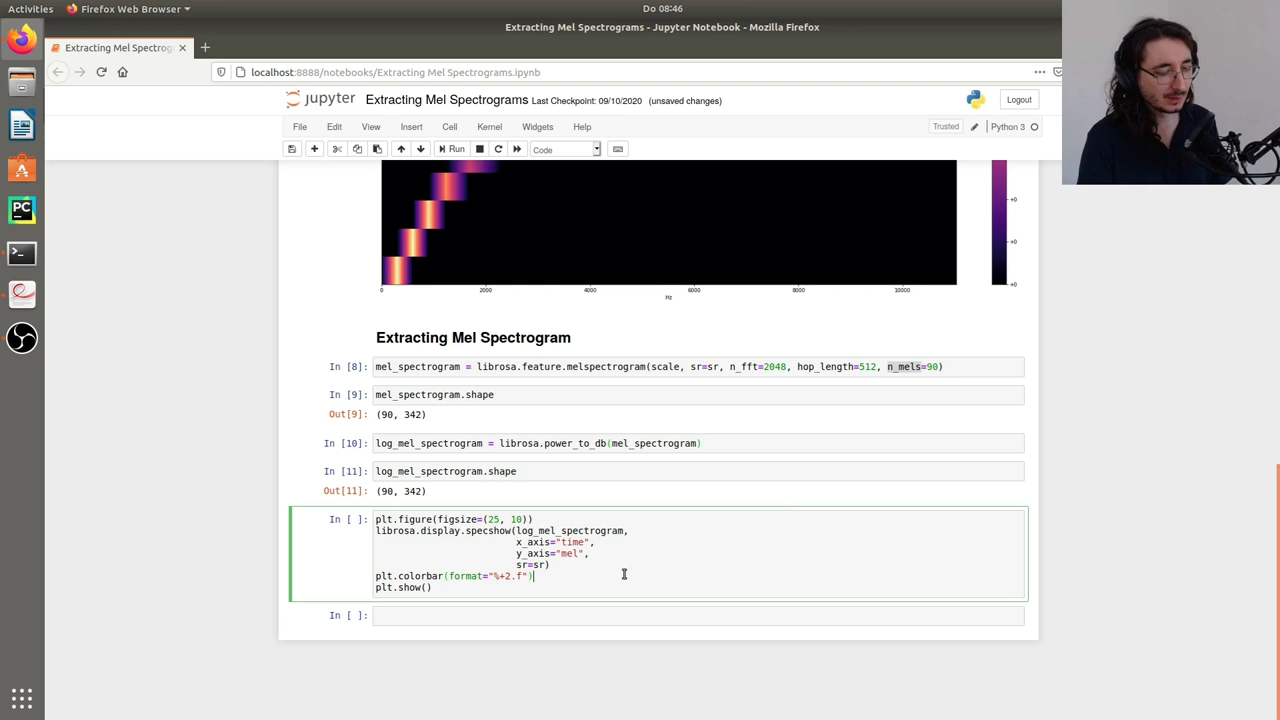 Activities
Firefox Web Browser
Do 08:46
Extracting Mel Spectrograms - Jupyter Notebook - Mozilla Firefox
Extracting Mel Spectrog
localhost:8888/notebooks/Extracting Mel Spectrograms.ipynb
jupyter Extracting Mel Spectrograms Last Checkpoint: 09/10/2020 (unsaved changes)
Logout
File Edit View Insert Cell Kernel Widgets Help
Trusted
Python 3
Run
Code
PC
+0
+0
+0
0 2000 4000 6000 8000 10000
Hz
Extracting Mel Spectrogram
In [8]: mel_spectrogram = librosa.feature.melspectrogram(scale, sr=sr, n_fft=2048, hop_length=512, n_mels=90)
In [9]: mel_spectrogram.shape
Out[9]: (90, 342)
In [10]: log_mel_spectrogram = librosa.power_to_db(mel_spectrogram)
In [11]: log_mel_spectrogram.shape
Out[11]: (90, 342)
In [ ]: plt.figure(figsize=(25, 10))
librosa.display.specshow(log_mel_spectrogram,
x_axis="time",
y_axis="mel",
sr=sr)
plt.colorbar(format="%+2.f")
plt.show()
In [ ]: